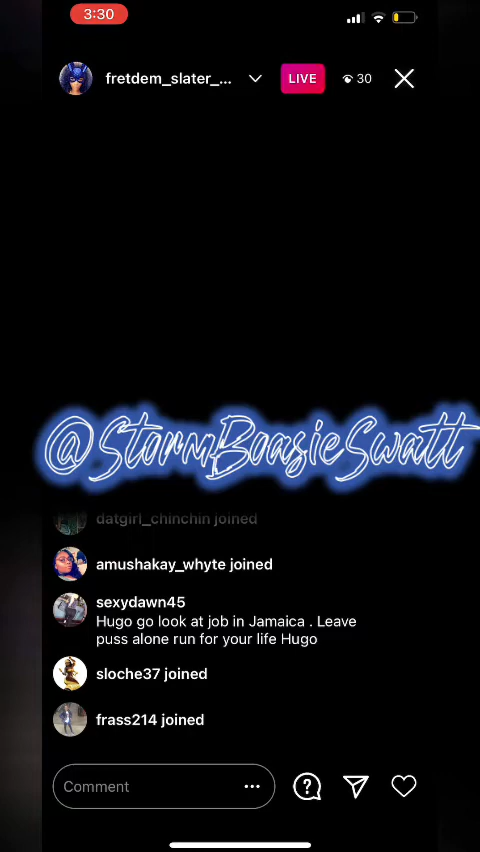 3:30
fretdem_slater_...
LIVE
30
@StormBoasieSwatt
datgirl_chinchin joined
amushakay_whyte joined
sexydawn45
Hugo go look at job in Jamaica . Leave
puss alone run for your life Hugo
sloche37 joined
frass214 joined
Comment